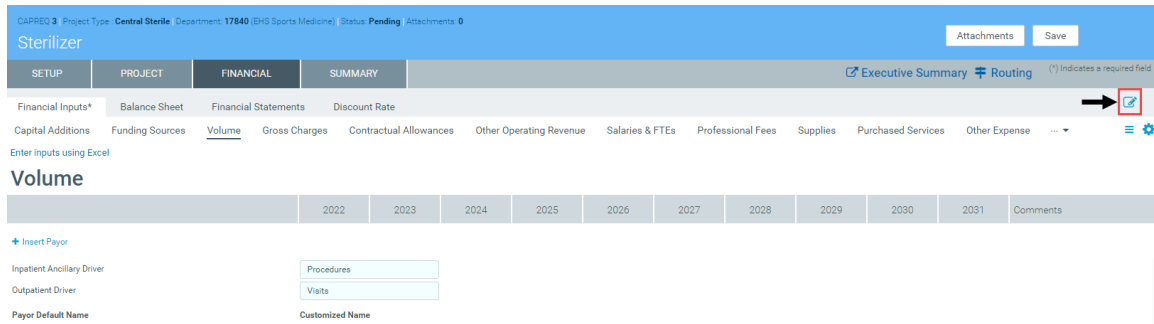 CAPREQ 3 | Project Type : Central Sterile | Department: 17840 (EHS Sports Medicine) | Status: Pending | Attachments: 0
Sterilizer
Attachments Save
SETUP PROJECT FINANCIAL SUMMARY Executive Summary Routing (*) Indicates a required field
Financial Inputs* Balance Sheet Financial Statements Discount Rate
Capital Additions Funding Sources Volume Gross Charges Contractual Allowances Other Operating Revenue Salaries & FTEs Professional Fees Supplies Purchased Services Other Expense ...
Enter inputs using Excel
Volume
2022 2023 2024 2025 2026 2027 2028 2029 2030 2031 Comments
+ Insert Payor
Inpatient Ancillary Driver Procedures
Outpatient Driver Visits
Payor Default Name Customized Name